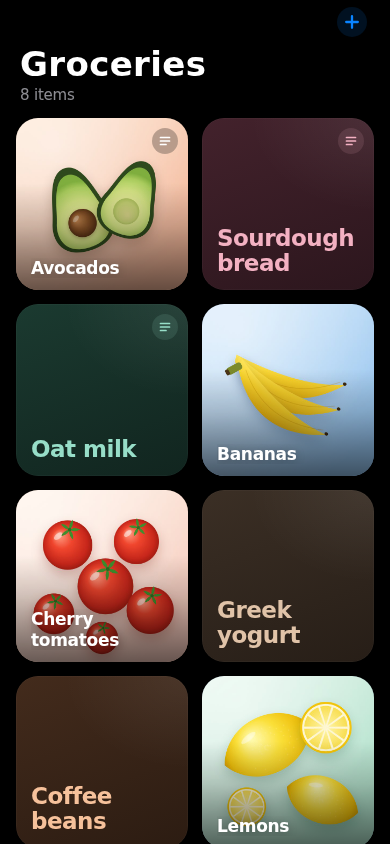 Groceries
8 items
Avocados
Sourdough
bread
Oat milk
Bananas
Cherry
tomatoes
Greek
yogurt
Coffee
beans
Lemons